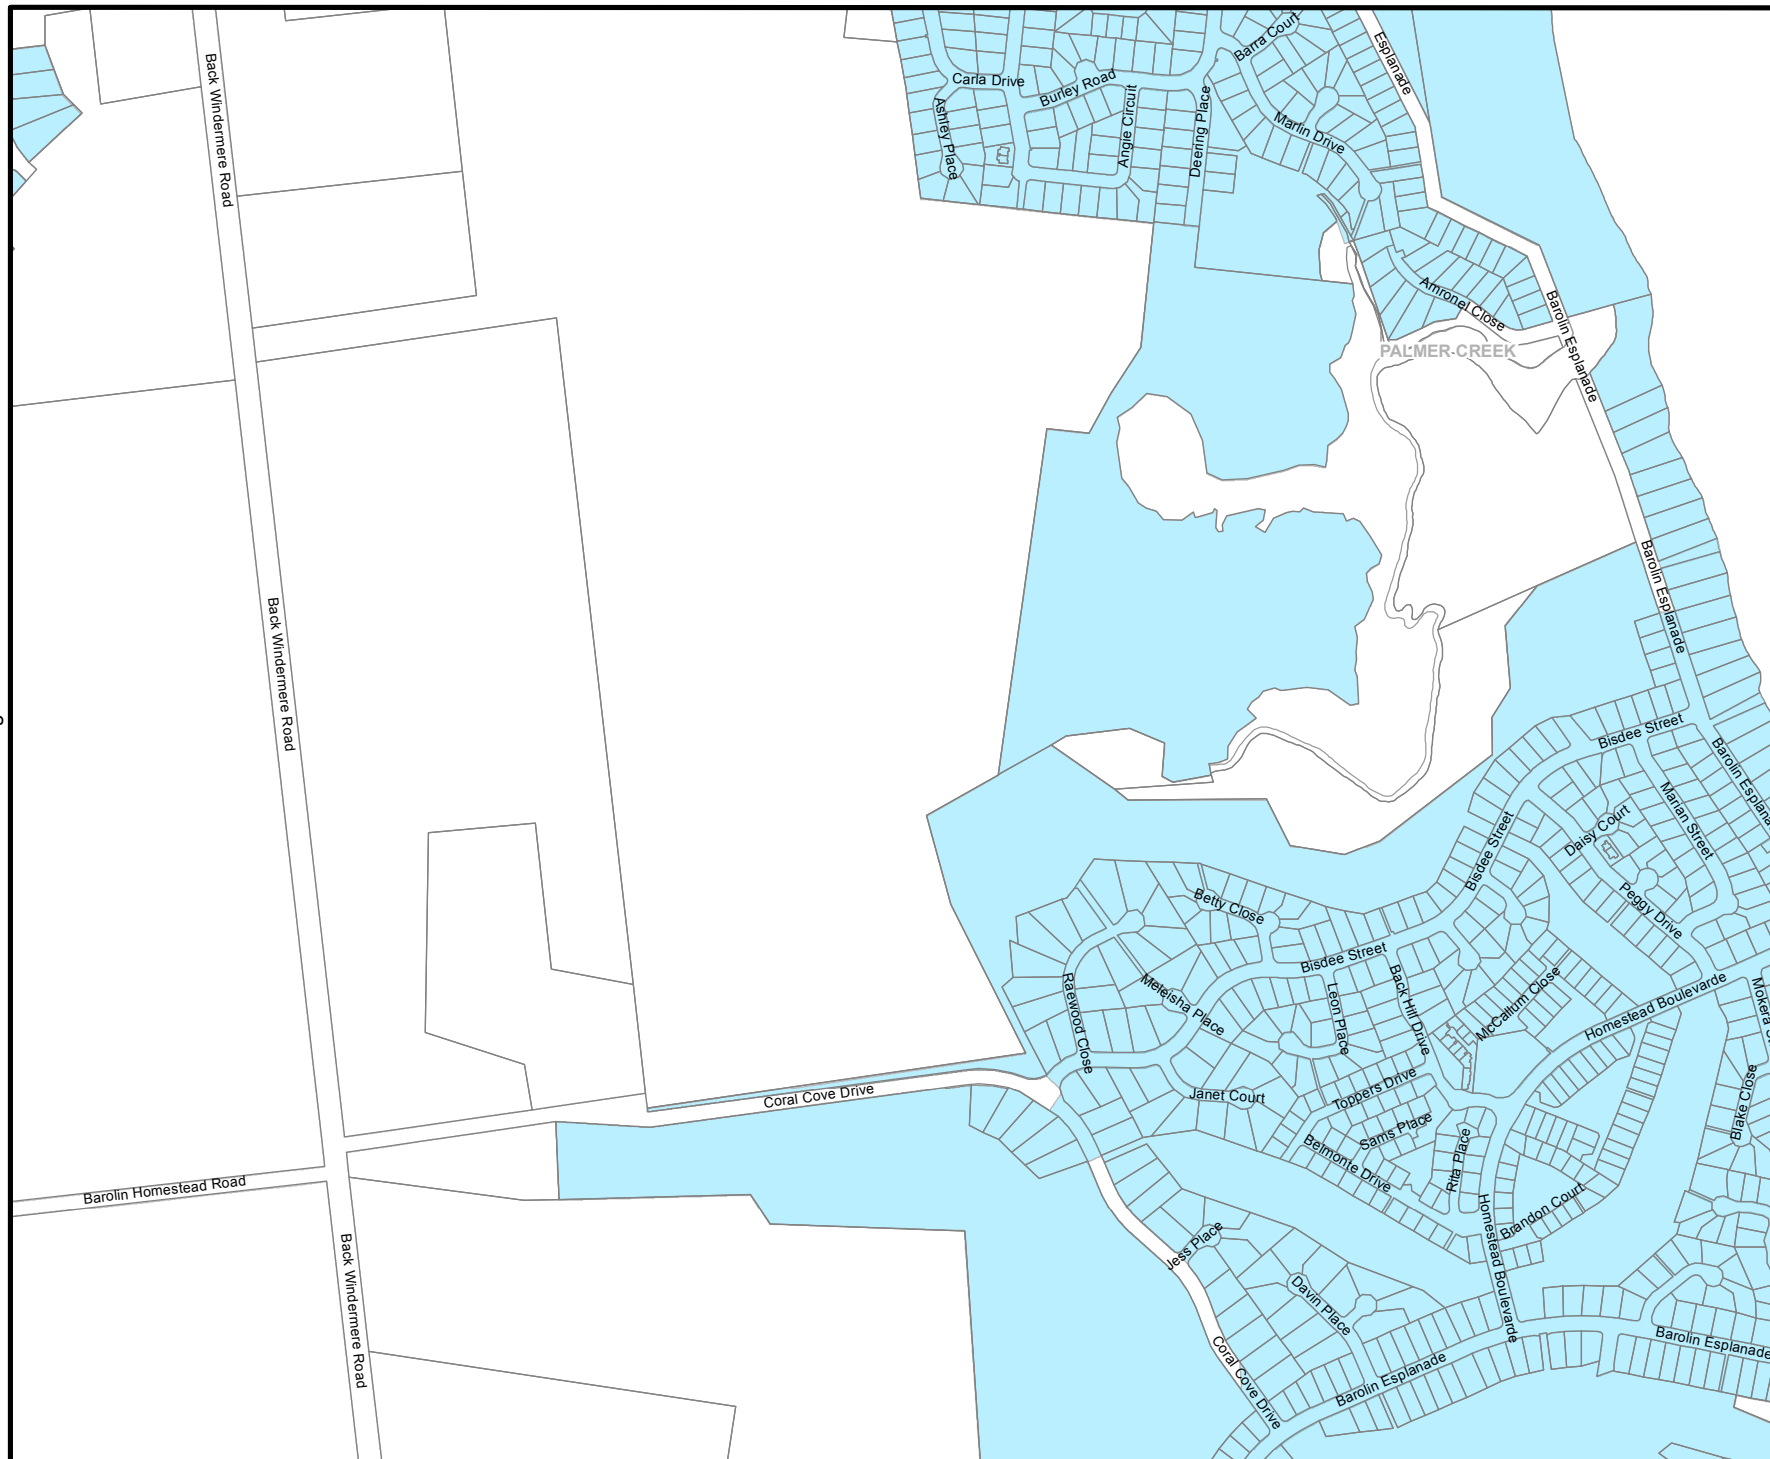 Esplanade
Barra Court
Back Windermere Road
Carla Drive
Burley Road
Ashley Place
Angie Circuit
Deering Place
Marlin Drive
Amronel Close
Barolin Esplanade
PALMER CREEK
Barolin Esplanade
Back Windermere Road
Bisdee Street
Barolin Esplana
Marian Street
Daisy Court
Bisdee Street
Peggy Drive
Betty Close
Bisdee Street
Raewood Close
Meleisha Place
Leon Place
Back Hill Drive
McCallum Close
Homestead Boulevarde
Mokera
Coral Cove Drive
Janet Court
Toppers Drive
Sams Place
Blake Close
Belmonte Drive
Rita Place
Barolin Homestead Road
Brandon Court
Homestead Boulevarde
Jess Place
Davin Place
Back Windermere Road
Coral Cove Drive
Barolin Esplanade
Barolin Esplanade